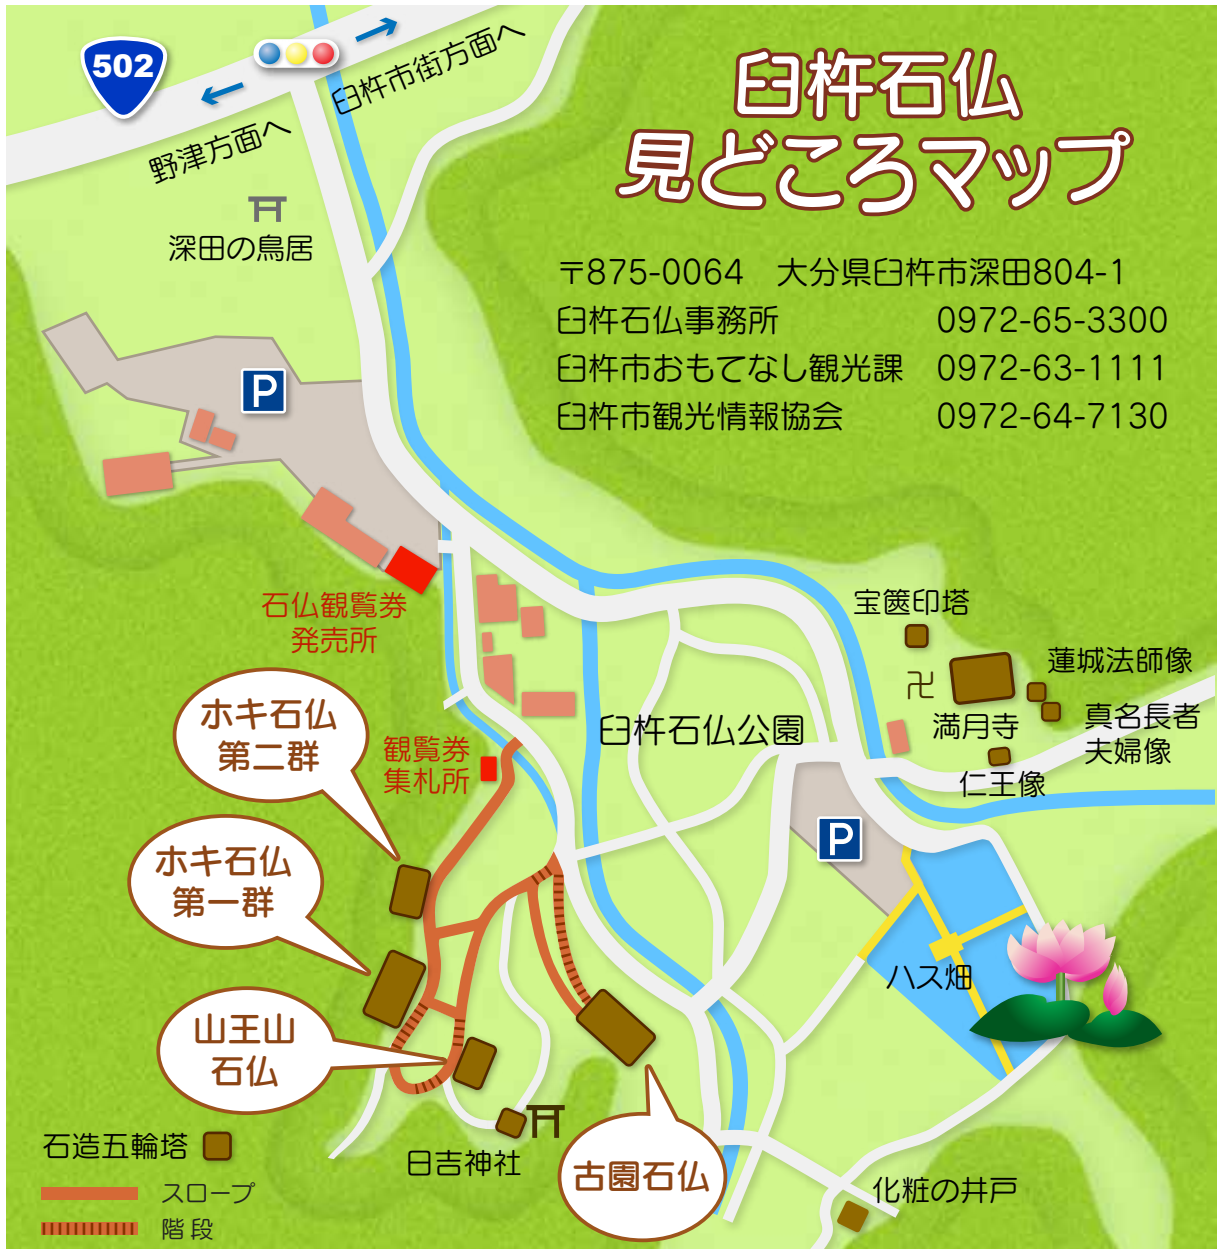 502
臼杵市街方面へ
野津方面へ
臼杵石仏
見どころマップ
深田の鳥居
〒875-0064　大分県臼杵市深田804-1
臼杵石仏事務所　0972-65-3300
臼杵市おもてなし観光課　0972-63-1111
臼杵市観光情報協会　0972-64-7130
P
石仏観覧券
発売所
宝篋印塔
卍
満月寺
蓮城法師像
真名長者
夫婦像
仁王像
ホキ石仏
第二群
観覧券
集札所
臼杵石仏公園
P
ホキ石仏
第一群
ハス畑
山王山
石仏
石造五輪塔
日吉神社
古園石仏
化粧の井戸
スロープ
階段